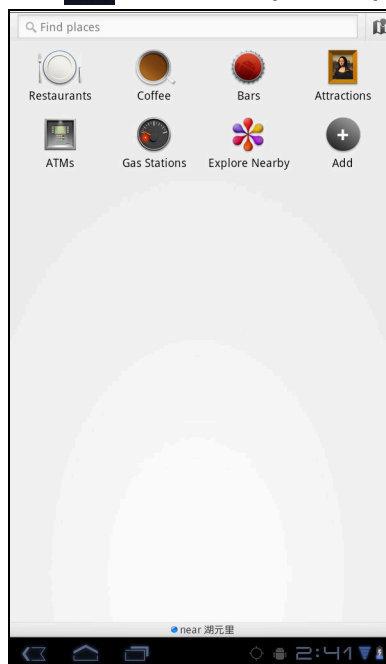 Find places
Restaurants Coffee Bars Attractions
ATMs Gas Stations Explore Nearby Add
near 湖元里
2:41